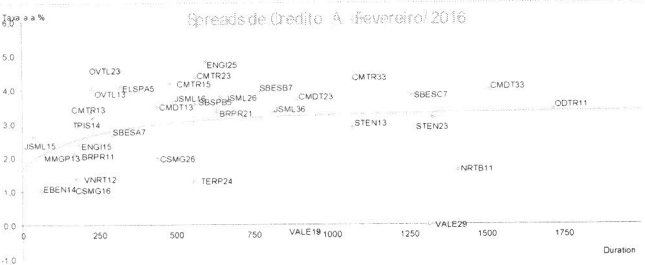 Spreads de Credito A - Fevereiro/ 2016
Taxa a.a.%
6,0
5,0
4,0
3,0
2,0
1,0
0,0
-1,0
ENGI25
OVTL23
CMTR23
CMTR33
ELSPA5
CMTR15
SBESB7
CMDT33
OVTL13
JSML16
JSML26
CMDT23
SBESC7
SBSPB5
CMTR13
CMDT13
JSML36
ODTR11
BRPR21
TPIS14
STEN13
STEN23
SBESA7
JSML15
ENGI15
MMGP13
BRPR11
CSMG26
NRTB11
VNRT12
TERP24
EBEN14
CSMG16
VALE19
VALE29
0
250
500
750
1000
1250
1500
1750
Duration